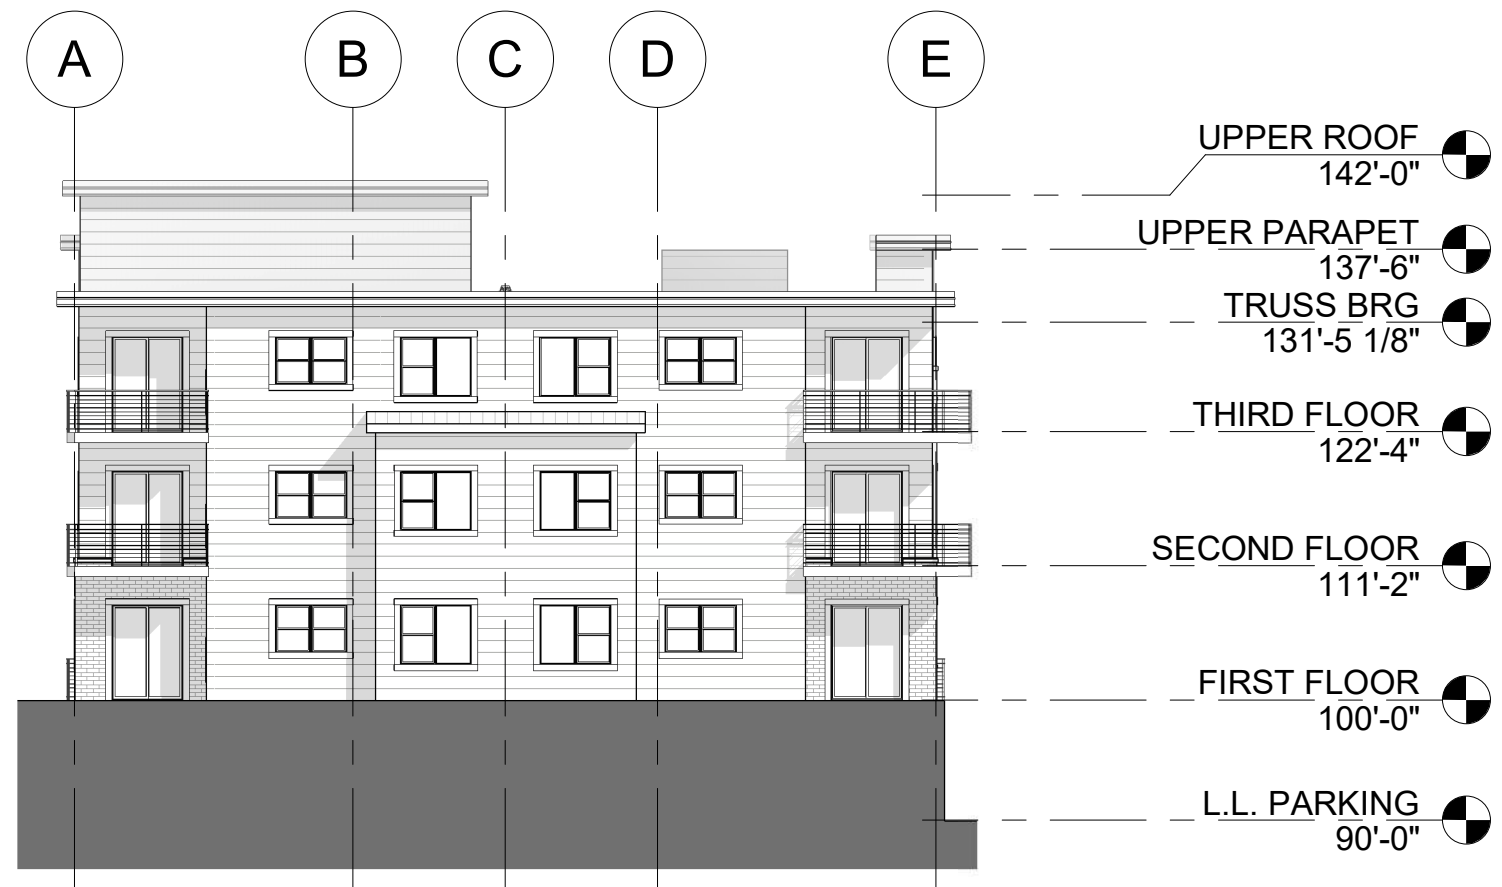 A B C D E
UPPER ROOF
142'-0"
UPPER PARAPET
137'-6"
TRUSS BRG
131'-5 1/8"
THIRD FLOOR
122'-4"
SECOND FLOOR
111'-2"
FIRST FLOOR
100'-0"
L.L. PARKING
90'-0"